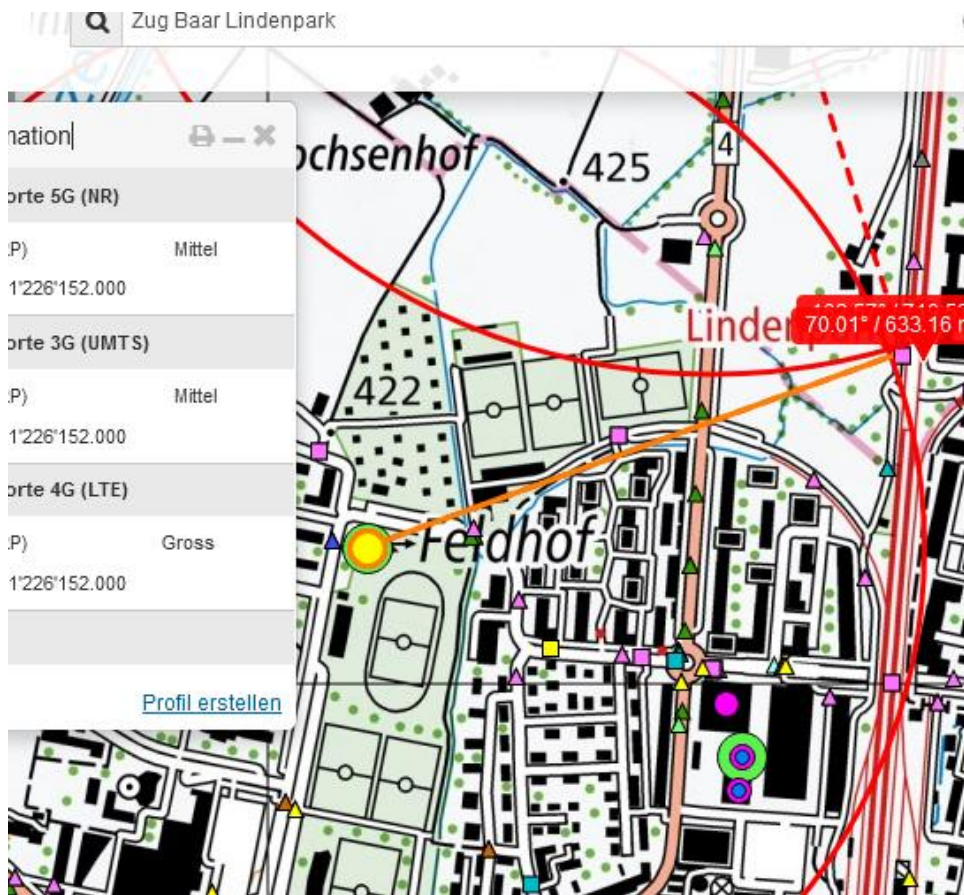 Zug Baar Lindenpark
nation
ochsenhof
425
4
orte 5G (NR)
.P) Mittel
1'226'152.000
70.01° / 633.16 m
orte 3G (UMTS)
.P) Mittel
422
1'226'152.000
orte 4G (LTE)
.P) Gross
Feldhof
1'226'152.000
Profil erstellen